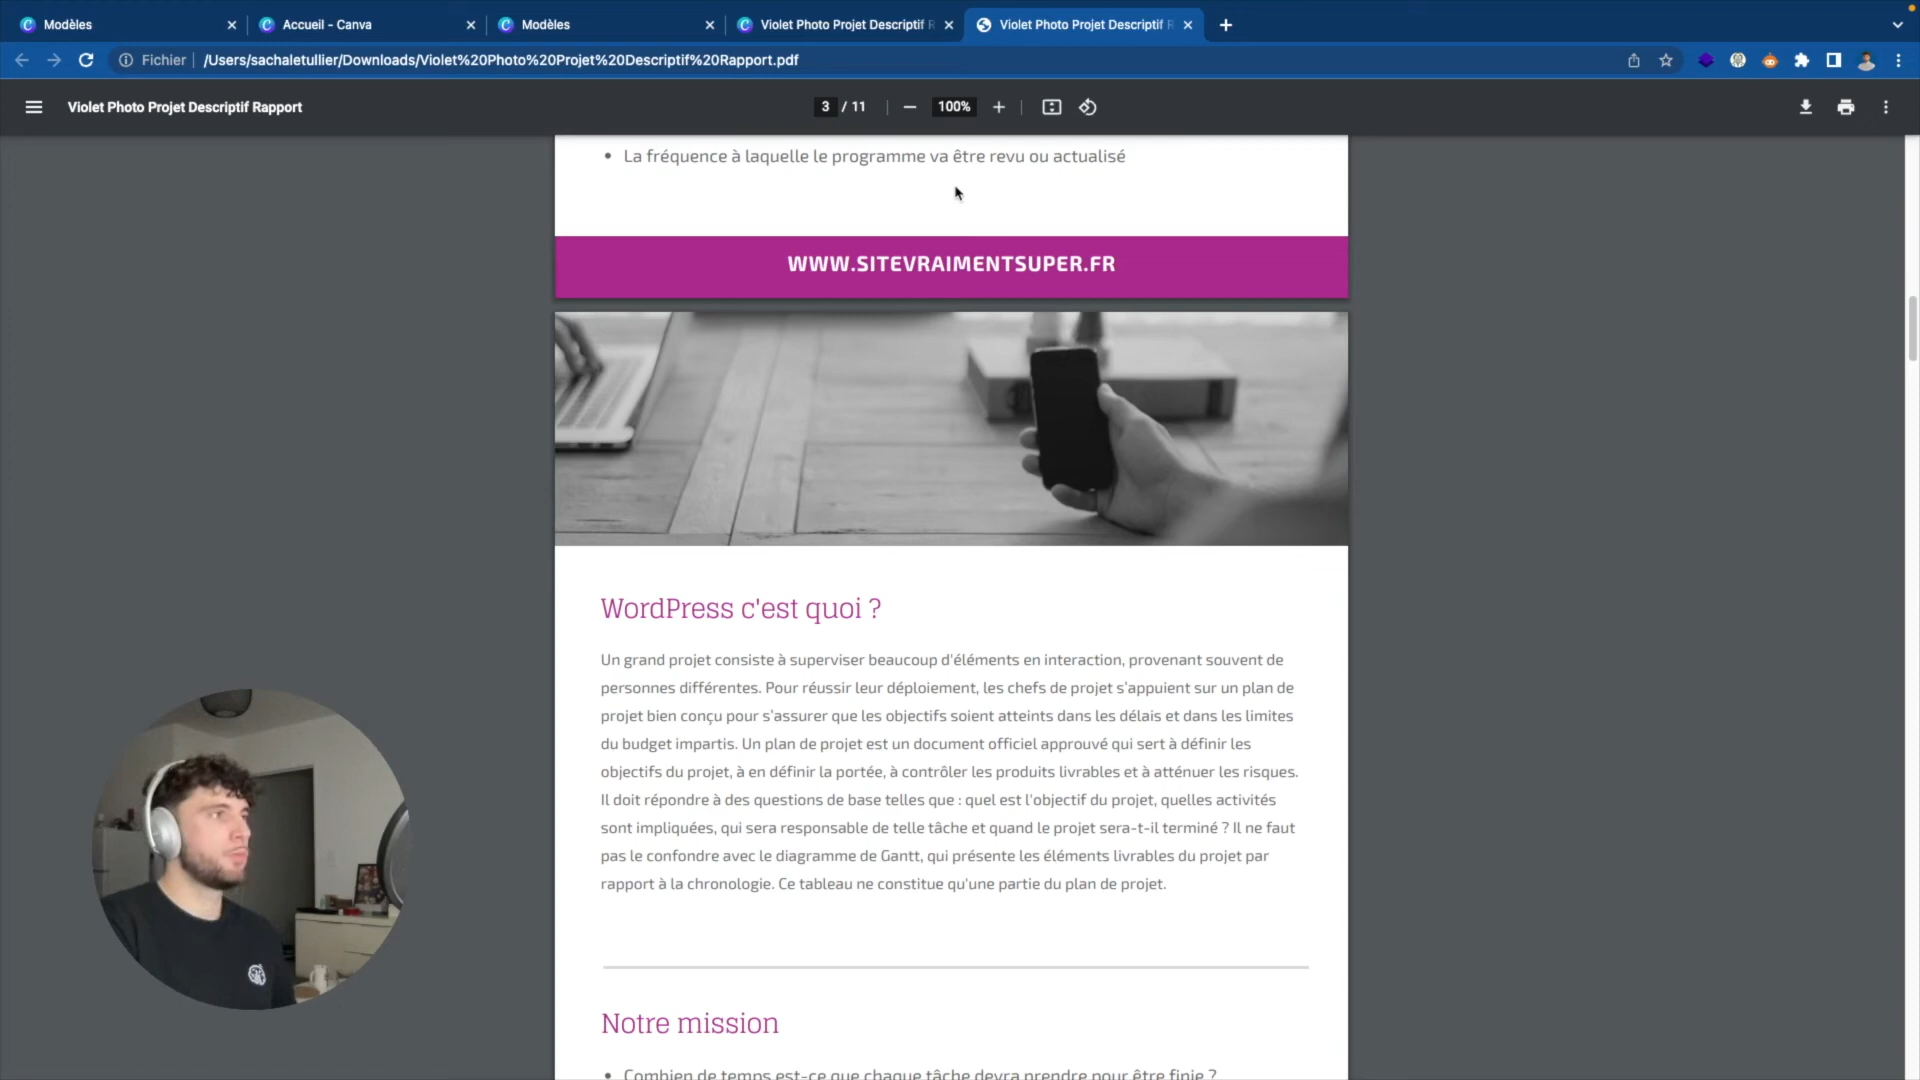 Modèles
Accueil - Canva
Modèles
Violet Photo Projet Descriptif R
Violet Photo Projet Descriptif R
Fichier
/Users/sachaletullier/Downloads/Violet%20Photo%20Projet%20Descriptif%20Rapport.pdf
Violet Photo Projet Descriptif Rapport
3 / 11
100%
• La fréquence à laquelle le programme va être revu ou actualisé
WWW.SITEVRAIMENTSUPER.FR
WordPress c'est quoi ?
Un grand projet consiste à superviser beaucoup d'éléments en interaction, provenant souvent de
personnes différentes. Pour réussir leur déploiement, les chefs de projet s'appuient sur un plan de
projet bien conçu pour s'assurer que les objectifs soient atteints dans les délais et dans les limites
du budget impartis. Un plan de projet est un document officiel approuvé qui sert à définir les
objectifs du projet, à en définir la portée, à contrôler les produits livrables et à atténuer les risques.
Il doit répondre à des questions de base telles que : quel est l'objectif du projet, quelles activités
sont impliquées, qui sera responsable de telle tâche et quand le projet sera-t-il terminé ? Il ne faut
pas le confondre avec le diagramme de Gantt, qui présente les éléments livrables du projet par
rapport à la chronologie. Ce tableau ne constitue qu'une partie du plan de projet.
Notre mission
• Combien de temps est-ce que chaque tâche devra prendre pour être finie ?